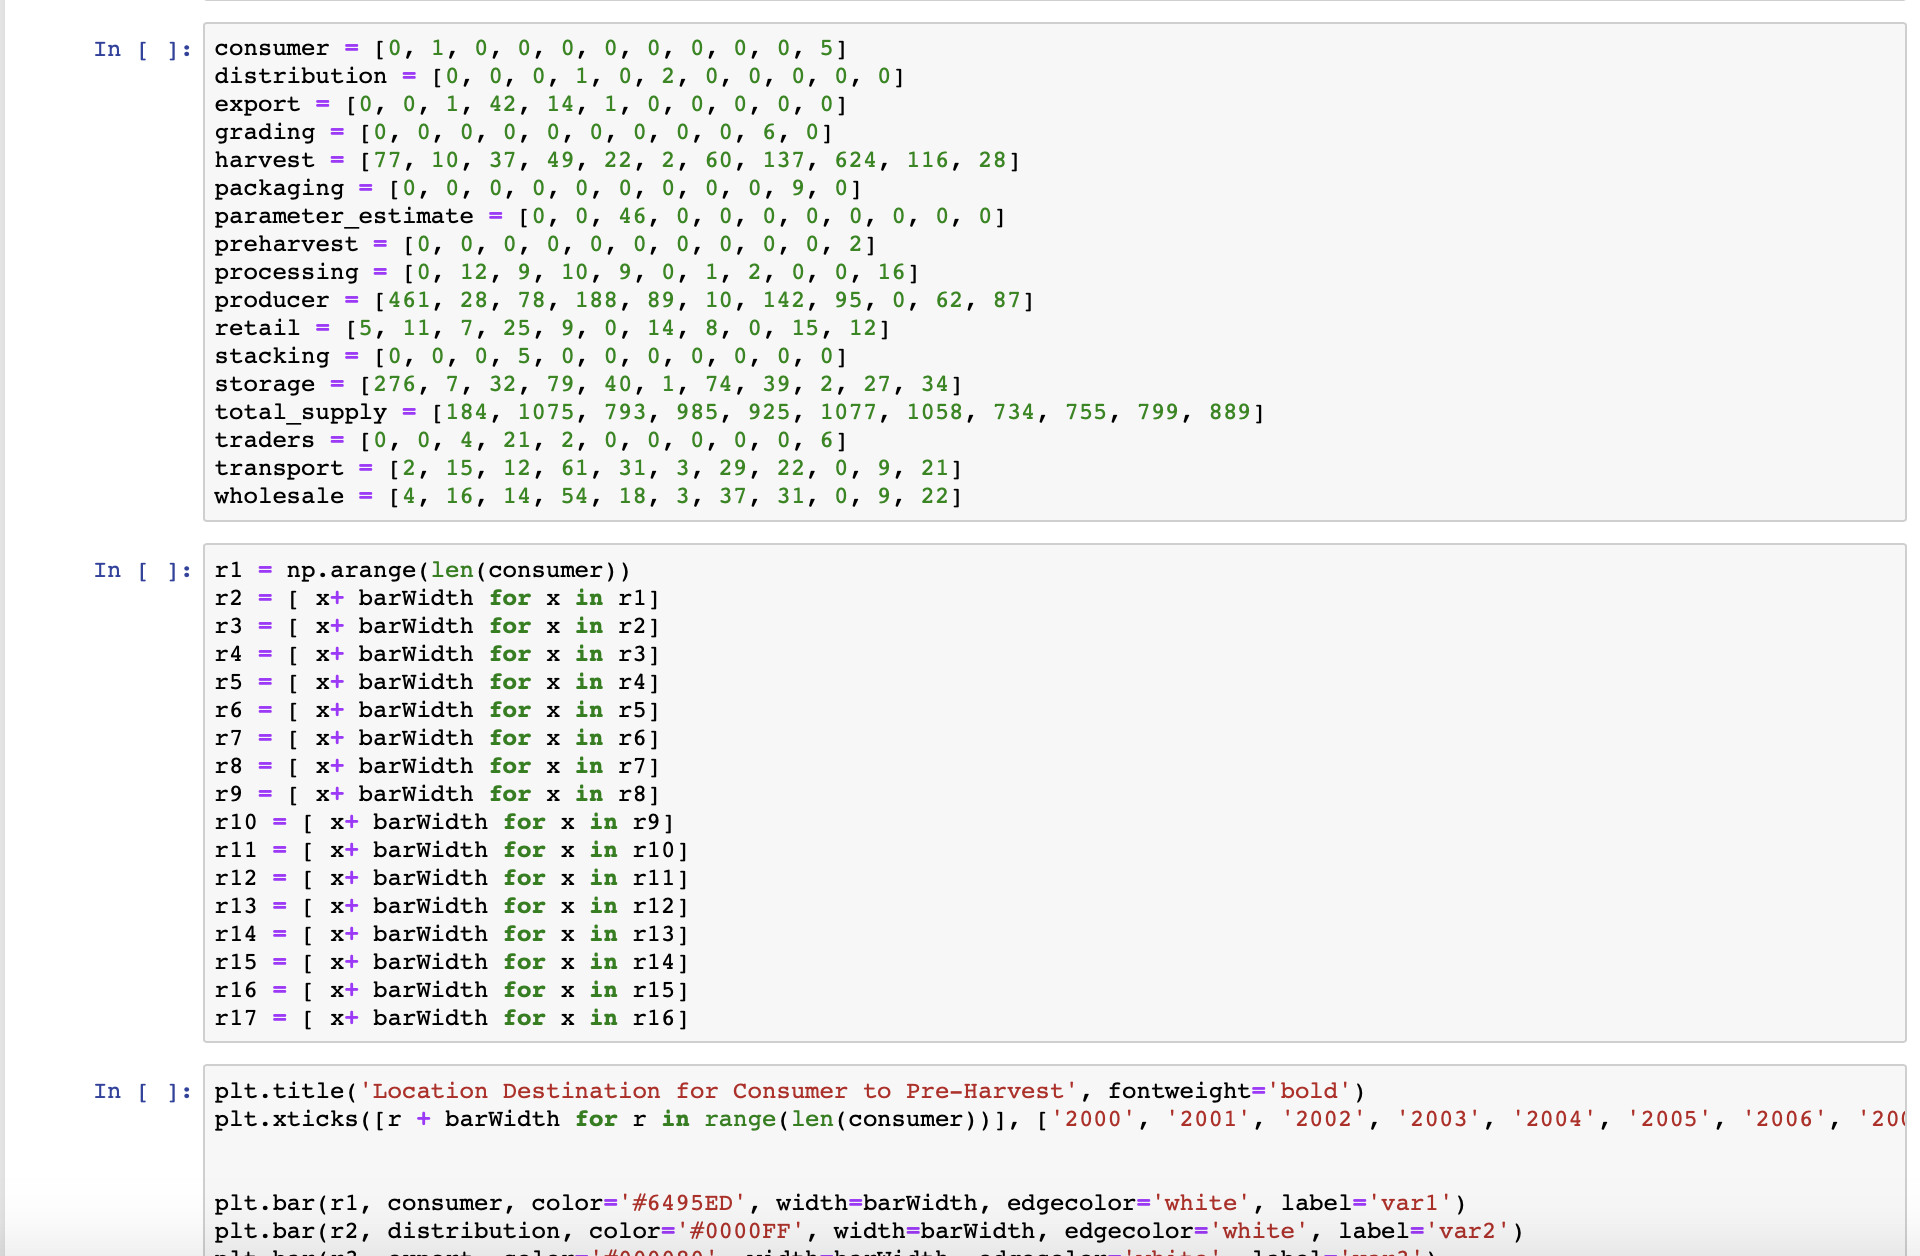 In [ ]:
consumer = [0, 1, 0, 0, 0, 0, 0, 0, 0, 0, 5]
distribution = [0, 0, 0, 1, 0, 2, 0, 0, 0, 0, 0]
export = [0, 0, 1, 42, 14, 1, 0, 0, 0, 0, 0]
grading = [0, 0, 0, 0, 0, 0, 0, 0, 0, 6, 0]
harvest = [77, 10, 37, 49, 22, 2, 60, 137, 624, 116, 28]
packaging = [0, 0, 0, 0, 0, 0, 0, 0, 0, 9, 0]
parameter_estimate = [0, 0, 46, 0, 0, 0, 0, 0, 0, 0, 0]
preharvest = [0, 0, 0, 0, 0, 0, 0, 0, 0, 0, 2]
processing = [0, 12, 9, 10, 9, 0, 1, 2, 0, 0, 16]
producer = [461, 28, 78, 188, 89, 10, 142, 95, 0, 62, 87]
retail = [5, 11, 7, 25, 9, 0, 14, 8, 0, 15, 12]
stacking = [0, 0, 0, 5, 0, 0, 0, 0, 0, 0, 0]
storage = [276, 7, 32, 79, 40, 1, 74, 39, 2, 27, 34]
total_supply = [184, 1075, 793, 985, 925, 1077, 1058, 734, 755, 799, 889]
traders = [0, 0, 4, 21, 2, 0, 0, 0, 0, 0, 6]
transport = [2, 15, 12, 61, 31, 3, 29, 22, 0, 9, 21]
wholesale = [4, 16, 14, 54, 18, 3, 37, 31, 0, 9, 22]
In [ ]:
r1 = np.arange(len(consumer))
r2 = [ x+ barWidth for x in r1]
r3 = [ x+ barWidth for x in r2]
r4 = [ x+ barWidth for x in r3]
r5 = [ x+ barWidth for x in r4]
r6 = [ x+ barWidth for x in r5]
r7 = [ x+ barWidth for x in r6]
r8 = [ x+ barWidth for x in r7]
r9 = [ x+ barWidth for x in r8]
r10 = [ x+ barWidth for x in r9]
r11 = [ x+ barWidth for x in r10]
r12 = [ x+ barWidth for x in r11]
r13 = [ x+ barWidth for x in r12]
r14 = [ x+ barWidth for x in r13]
r15 = [ x+ barWidth for x in r14]
r16 = [ x+ barWidth for x in r15]
r17 = [ x+ barWidth for x in r16]
In [ ]:
plt.title('Location Destination for Consumer to Pre-Harvest', fontweight='bold')
plt.xticks([r + barWidth for r in range(len(consumer))], ['2000', '2001', '2002', '2003', '2004', '2005', '2006',
plt.bar(r1, consumer, color='#6495ED', width=barWidth, edgecolor='white', label='var1')
plt.bar(r2, distribution, color='#0000FF', width=barWidth, edgecolor='white', label='var2')